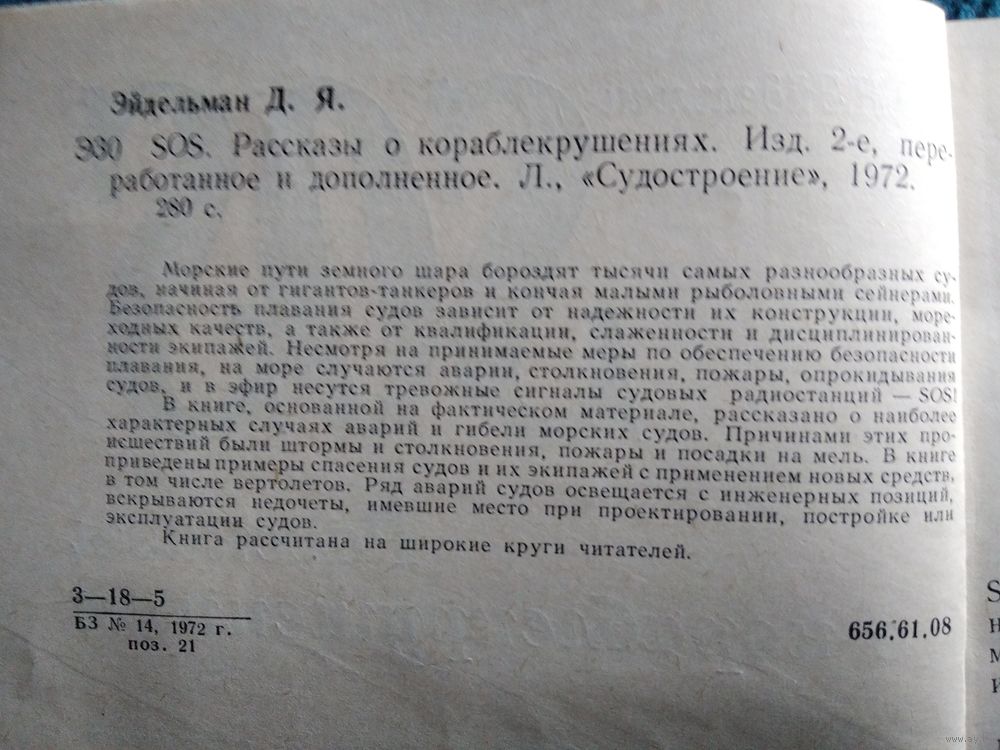 Эйдельман Д. Я.
Э30 SOS. Рассказы о кораблекрушениях. Изд. 2-е, пере-
работанное и дополненное. Л., «Судостроение», 1972.
280 с.
Морские пути земного шара бороздят тысячи самых разнообразных су-
дов, начиная от гигантов-танкеров и кончая малыми рыболовными сейнерами.
Безопасность плавания судов зависит от надежности их конструкции, море-
ходных качеств, а также от квалификации, слаженности и дисциплинирован-
ности экипажей. Несмотря на принимаемые меры по обеспечению безопасности
плавания, на море случаются аварии, столкновения, пожары, опрокидывания
судов, и в эфир несутся тревожные сигналы судовых радиостанций — SOS!
В книге, основанной на фактическом материале, рассказано о наиболее
характерных случаях аварий и гибели морских судов. Причинами этих про-
исшествий были штормы и столкновения, пожары и посадки на мель. В книге
приведены примеры спасения судов и их экипажей с применением новых средств,
в том числе вертолетов. Ряд аварий судов освещается с инженерных позиций,
вскрываются недочеты, имевшие место при проектировании, постройке или
эксплуатации судов.
Книга рассчитана на широкие круги читателей.
3—18—5
БЗ № 14, 1972 г.
поз. 21
656.61.08